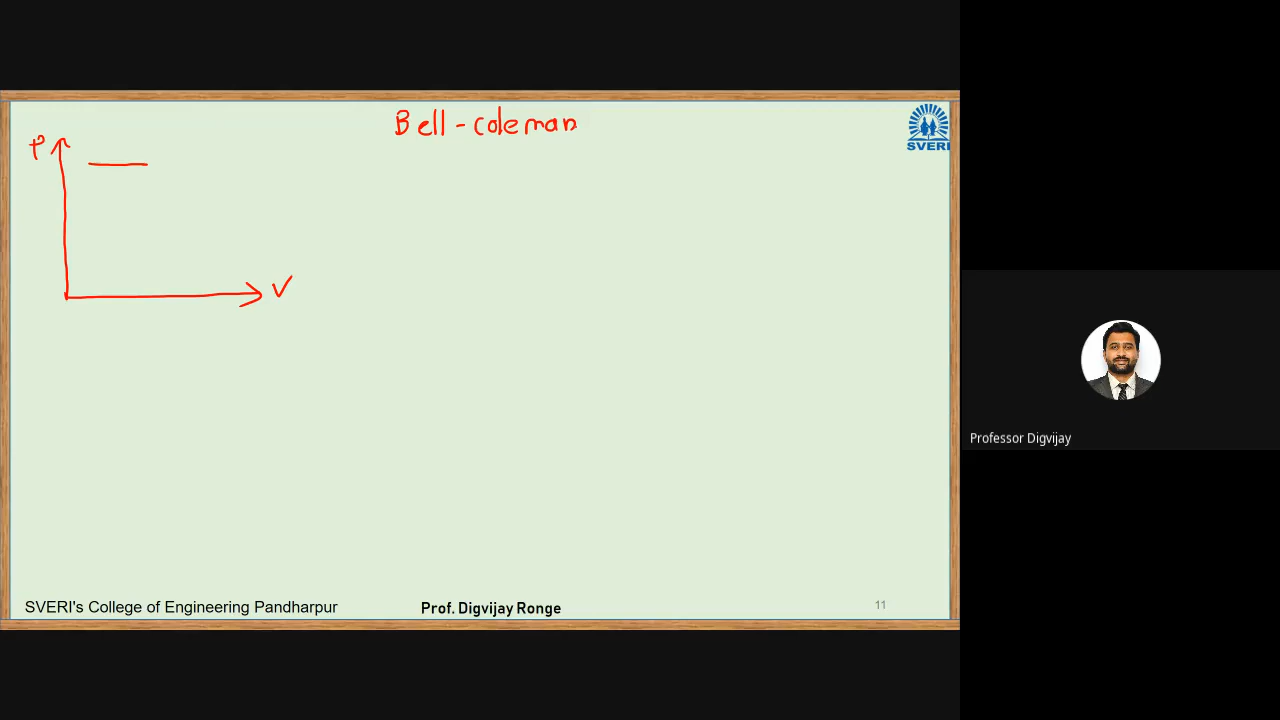 Bell - coleman
P
SVERI
V
Professor Digvijay
SVERI's College of Engineering Pandharpur
Prof. Digvijay Ronge
11